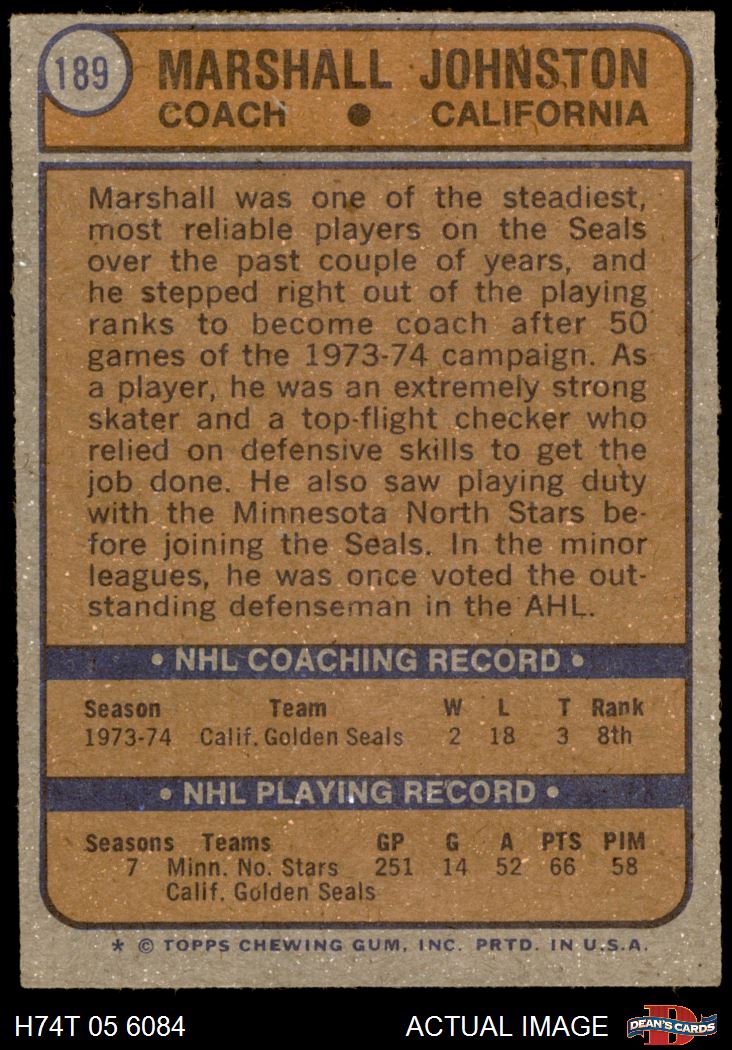 189
MARSHALL JOHNSTON
COACH ● CALIFORNIA
Marshall was one of the steadiest,
most reliable players on the Seals
over the past couple of years, and
he stepped right out of the playing
ranks to become coach after 50
games of the 1973-74 campaign. As
a player, he was an extremely strong
skater and a top-flight checker who
relied on defensive skills to get the
job done. He also saw playing duty
with the Minnesota North Stars be-
fore joining the Seals. In the minor
leagues, he was once voted the out-
standing defenseman in the AHL.
• NHL COACHING RECORD •
Season Team W L T Rank
1973-74 Calif. Golden Seals 2 18 3 8th
• NHL PLAYING RECORD •
Seasons Teams GP G A PTS PIM
7 Minn. No. Stars 251 14 52 66 58
Calif. Golden Seals
* © TOPPS CHEWING GUM, INC. PRTD. IN U.S.A.
H74T 05 6084 ACTUAL IMAGE D DEAN'S CARDS